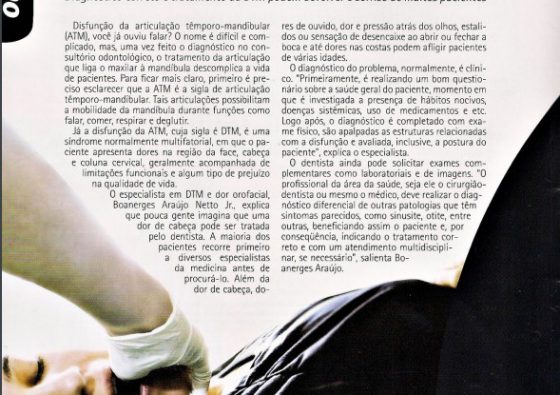 Disfunção da articulação têmporo-mandibular
(ATM), você já ouviu falar? O nome é difícil e com-
plicado, mas, uma vez feito o diagnóstico no con-
sultório odontológico, o tratamento da articulação
que liga o maxilar à mandíbula descomplica a vida
de pacientes. Para ficar mais claro, primeiro é preci-
so esclarecer que a ATM é a sigla de articulação
têmporo-mandibular. Tais articulações possibilitam
a mobilidade da mandíbula durante funções como
falar, comer, respirar e deglutir.
Já a disfunção da ATM, cuja sigla é DTM, é uma
síndrome normalmente multifatorial, em que o pa-
ciente apresenta dores na região da face, cabeça
e coluna cervical, geralmente acompanhada de
limitações funcionais e algum tipo de prejuízo
na qualidade de vida.
O especialista em DTM e dor orofacial,
Boanerges Araújo Netto Jr., explica
que pouca gente imagina que uma
dor de cabeça pode ser tratada
pelo dentista. A maioria dos
pacientes recorre primeiro
a diversos especialistas
da medicina antes de
procurá-lo. Além da
dor de cabeça, do-
res de ouvido, dor e pressão atrás dos olhos, estali-
dos ou sensação de desencaixe ao abrir ou fechar a
boca e até dores nas costas podem afligir pacientes
de várias idades.
O diagnóstico do problema, normalmente, é clíni-
co. "Primeiramente, é realizando um bom questio-
nário sobre a saúde geral do paciente, momento em
que é investigada a presença de hábitos nocivos,
doenças sistêmicas, uso de medicamentos e etc.
Logo após, o diagnóstico é completado com exa-
me físico, são apalpadas as estruturas relacionadas
com a disfunção e avaliada, inclusive, a postura do
paciente", explica o especialista.
O dentista ainda pode solicitar exames com-
plementares como laboratoriais e de imagens. "O
profissional da área da saúde, seja ele o cirurgião-
dentista ou mesmo o médico, deve realizar o diag-
nóstico diferencial de outras patologias que têm
sintomas parecidos, como sinusite, otite, entre
outras, beneficiando assim o paciente e, por
conseqüência, indicando o tratamento cor-
reto e com um atendimento multidiscipli-
nar, se necessário", salienta Bo-
anerges Araújo.